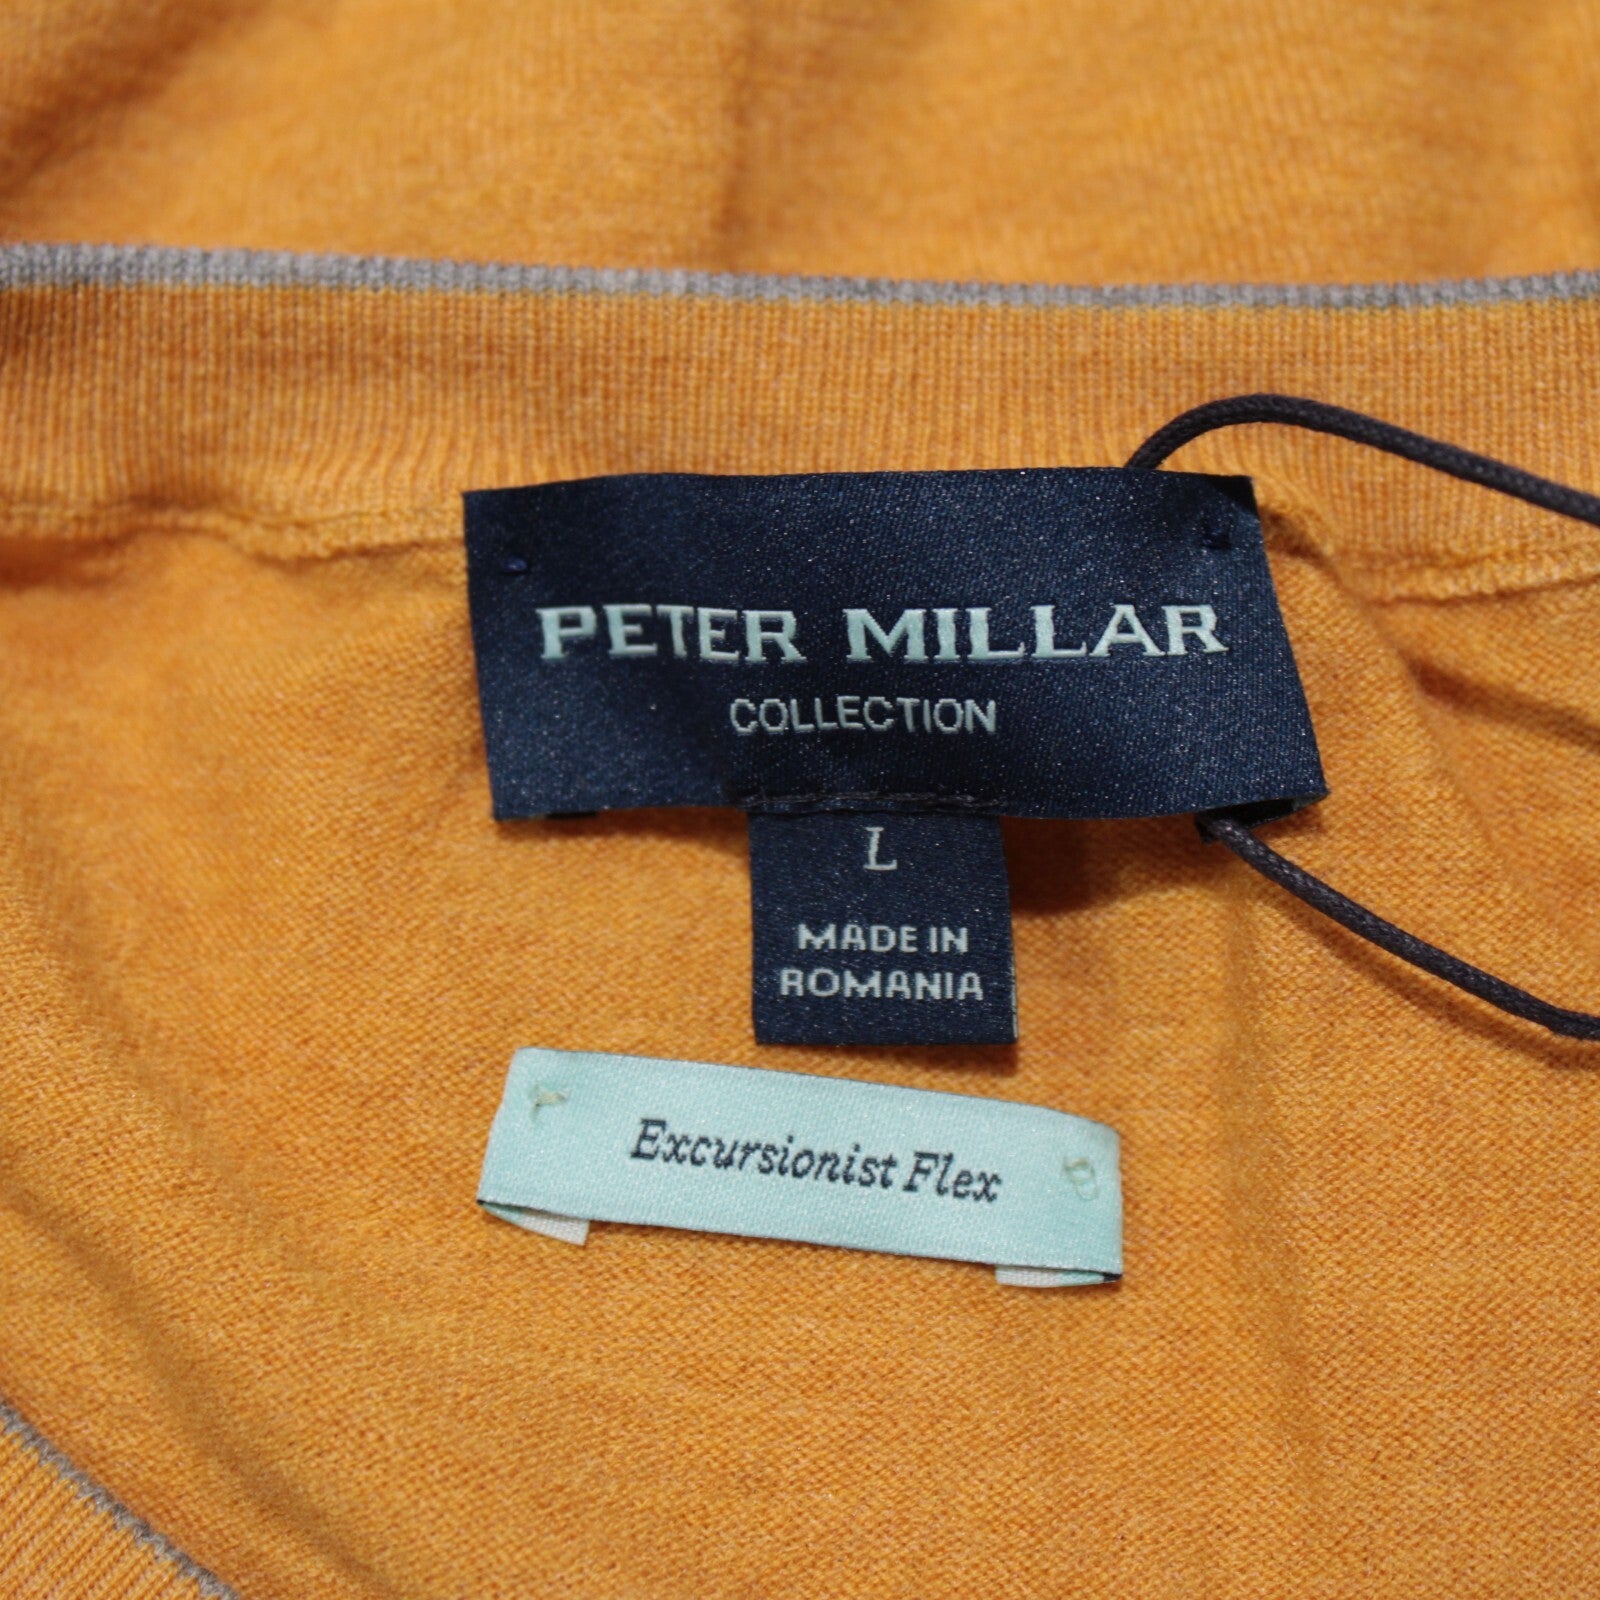 PETER MILLAR
COLLECTION
L
MADE IN
ROMANIA
Excursionist Flex